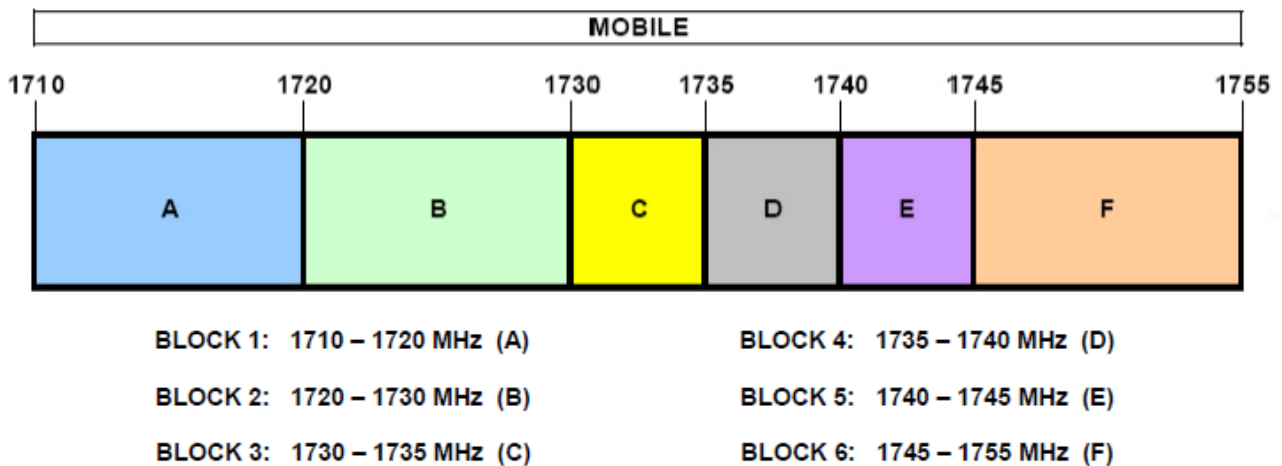 MOBILE
1710 1720 1730 1735 1740 1745 1755
A B C D E F
BLOCK 1: 1710 – 1720 MHz (A) BLOCK 4: 1735 – 1740 MHz (D)
BLOCK 2: 1720 – 1730 MHz (B) BLOCK 5: 1740 – 1745 MHz (E)
BLOCK 3: 1730 – 1735 MHz (C) BLOCK 6: 1745 – 1755 MHz (F)